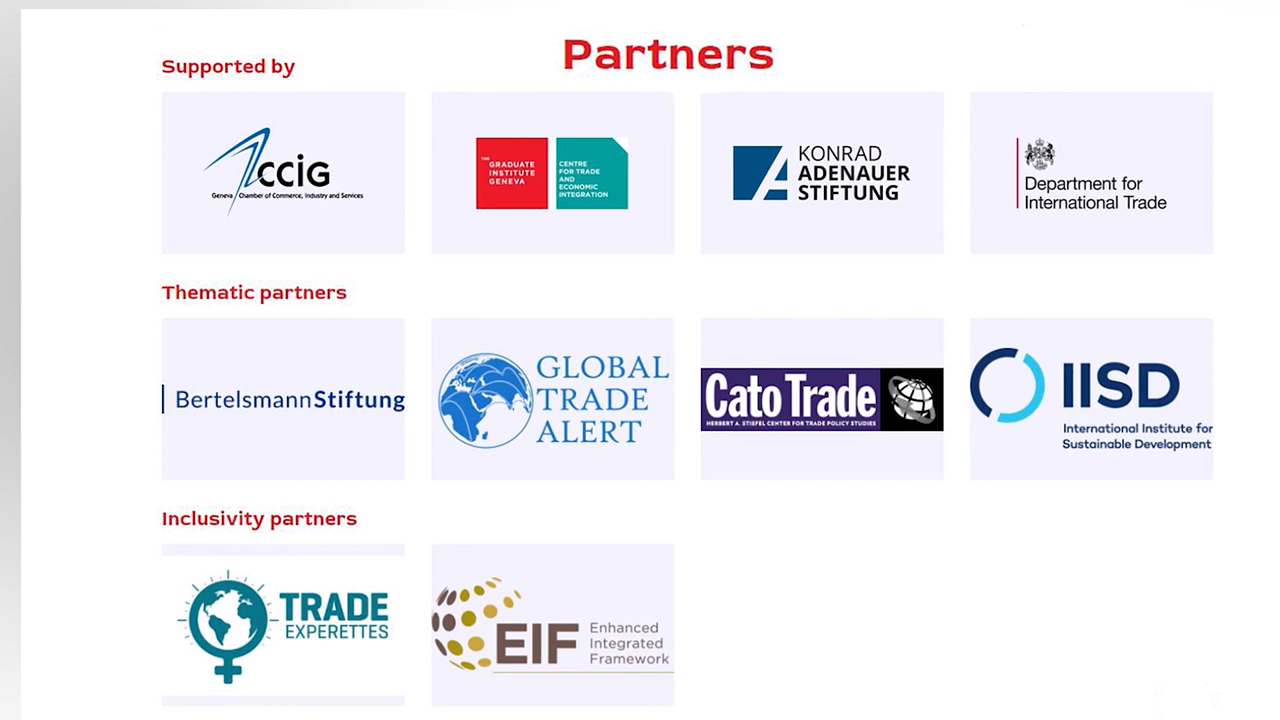 Partners
Supported by
CCIG
Geneva Chamber of Commerce, Industry and Services
THE
GRADUATE
INSTITUTE
GENEVA
CENTRE
FOR TRADE
AND
ECONOMIC
INTEGRATION
KONRAD
ADENAUER
STIFTUNG
Department for
International Trade
Thematic partners
BertelsmannStiftung
GLOBAL
TRADE
ALERT
Cato Trade
HERBERT A. STIEFEL CENTER FOR TRADE POLICY STUDIES
IISD
International Institute for
Sustainable Development
Inclusivity partners
TRADE
EXPERETTES
EIF
Enhanced
Integrated
Framework